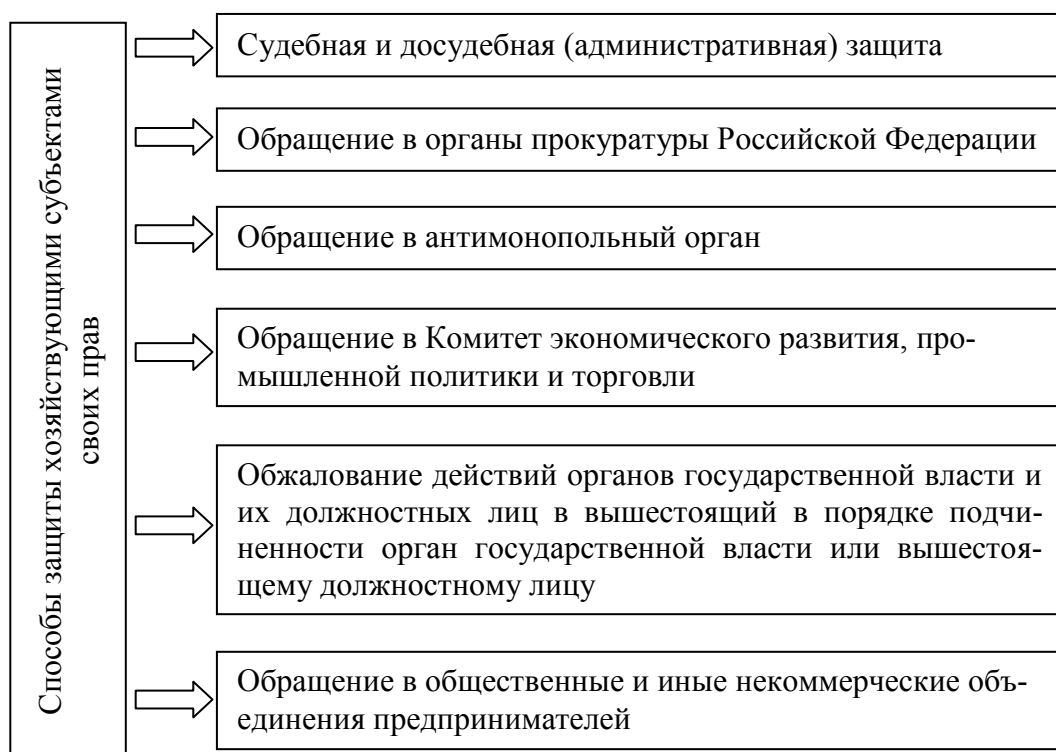 Способы защиты хозяйствующими субъектами
своих прав
Судебная и досудебная (административная) защита
Обращение в органы прокуратуры Российской Федерации
Обращение в антимонопольный орган
Обращение в Комитет экономического развития, про-
мышленной политики и торговли
Обжалование действий органов государственной власти и
их должностных лиц в вышестоящий в порядке подчи-
ненности орган государственной власти или вышестоя-
щему должностному лицу
Обращение в общественные и иные некоммерческие объ-
единения предпринимателей